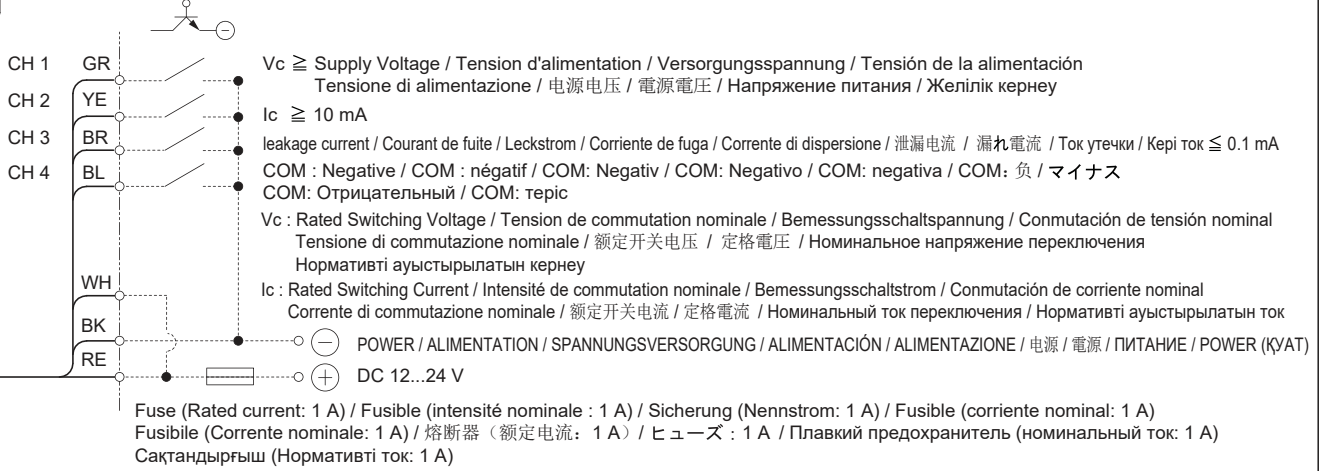 CH 1 GR
CH 2 YE
CH 3 BR
CH 4 BL
WH
BK
RE
Vc ≧ Supply Voltage / Tension d'alimentation / Versorgungsspannung / Tensión de la alimentación
Tensione di alimentazione / 电源电压 / 電源電圧 / Напряжение питания / Желілік кернеу
Ic ≧ 10 mA
leakage current / Courant de fuite / Leckstrom / Corriente de fuga / Corrente di dispersione / 泄漏电流 / 漏れ電流 / Ток утечки / Кері ток ≦ 0.1 mA
COM : Negative / COM : négatif / COM: Negativ / COM: Negativo / COM: negativa / COM: 负 / マイナス
COM: Отрицательный / COM: теріс
Vc : Rated Switching Voltage / Tension de commutation nominale / Bemessungsschaltspannung / Conmutación de tensión nominal
Tensione di commutazione nominale / 额定开关电压 / 定格電圧 / Номинальное напряжение переключения
Нормативті ауыстырылатын кернеу
Ic : Rated Switching Current / Intensité de commutation nominale / Bemessungsschaltstrom / Conmutación de corriente nominal
Corrente di commutazione nominale / 额定开关电流 / 定格電流 / Номинальный ток переключения / Нормативті ауыстырылатын ток
− POWER / ALIMENTATION / SPANNUNGSVERSORGUNG / ALIMENTACIÓN / ALIMENTAZIONE / 电源 / 電源 / ПИТАНИЕ / POWER (ҚУАТ)
+ DC 12...24 V
Fuse (Rated current: 1 A) / Fusible (intensité nominale : 1 A) / Sicherung (Nennstrom: 1 A) / Fusible (corriente nominal: 1 A)
Fusibile (Corrente nominale: 1 A) / 熔断器（额定电流：1 A）/ ヒューズ：1 A / Плавкий предохранитель (номинальный ток: 1 A)
Сақтандырғыш (Нормативті ток: 1 A)